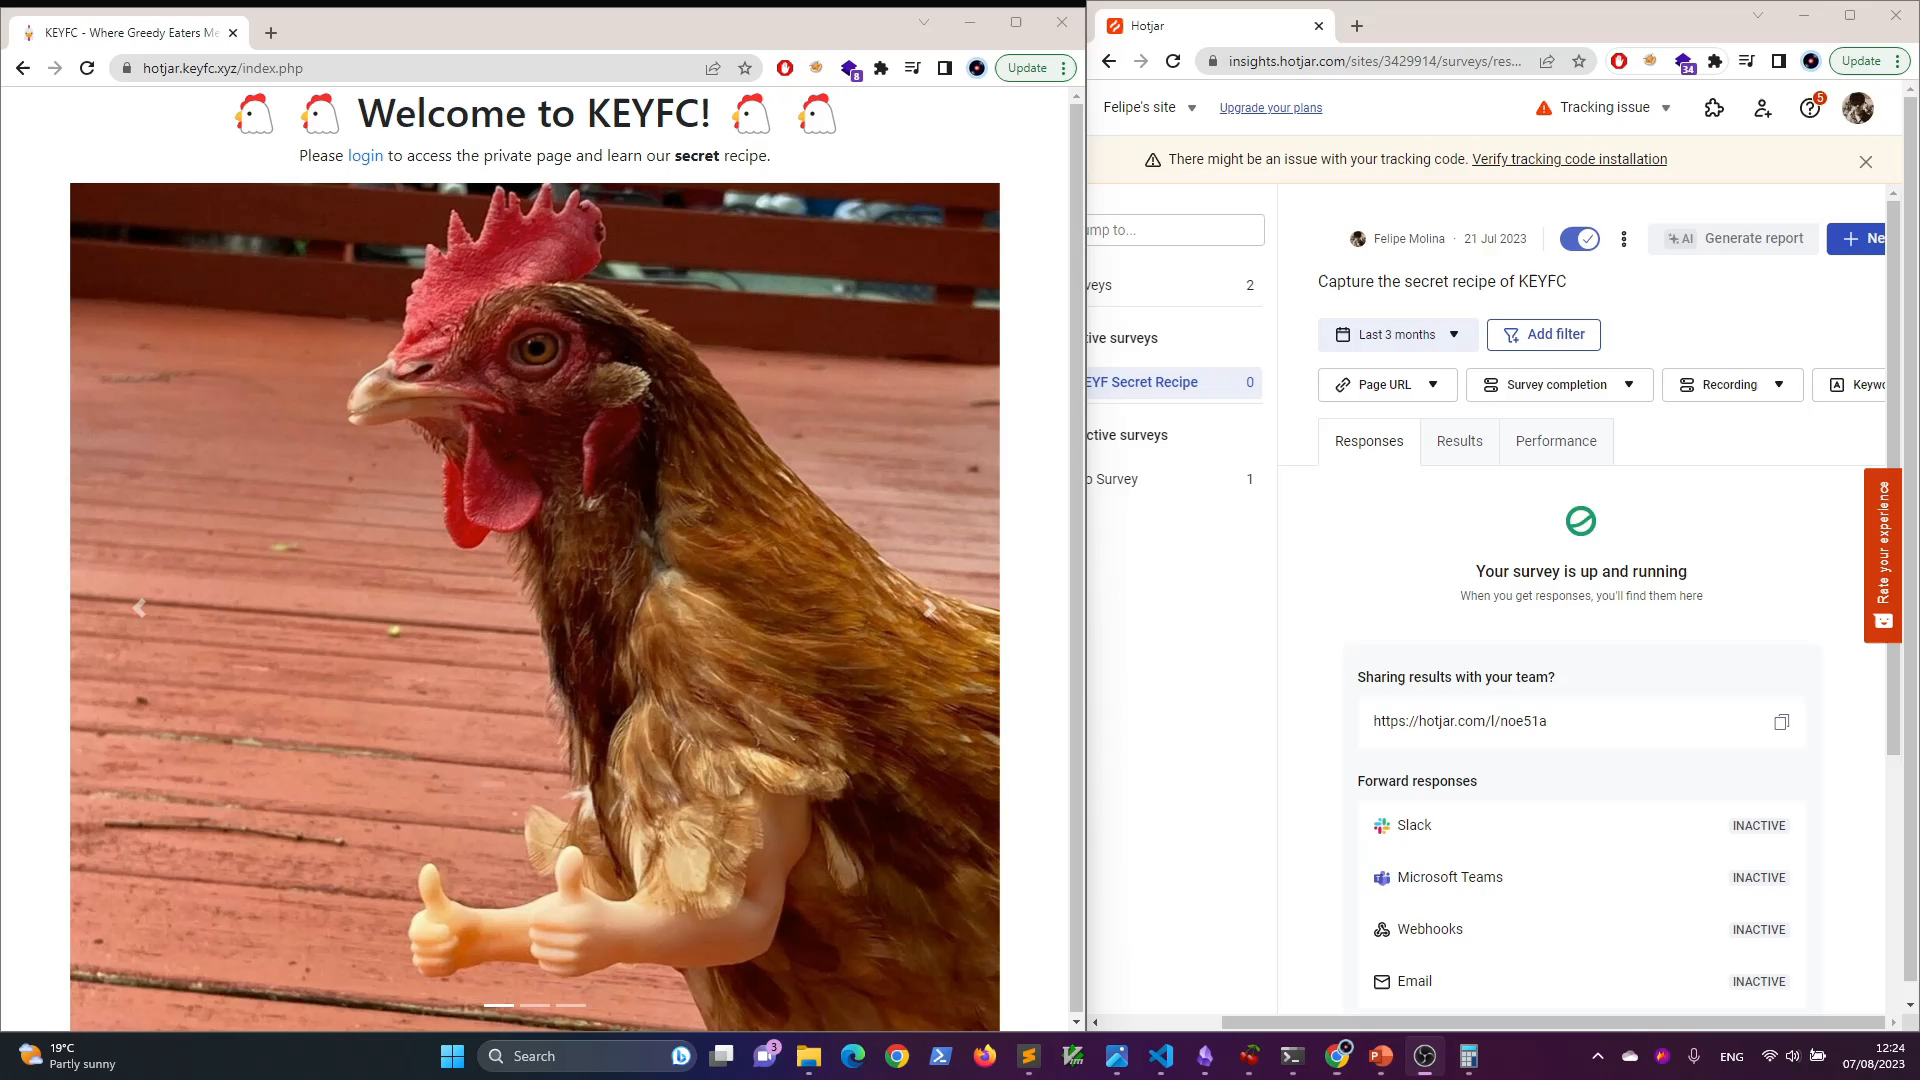 KEYFC - Where Greedy Eaters Me
hotjar.keyfc.xyz/index.php
8
Update
Welcome to KEYFC!
Please login to access the private page and learn our secret recipe.
Hotjar
insights.hotjar.com/sites/3429914/surveys/res...
34
Update
Felipe's site
Upgrade your plans
Tracking issue
5
There might be an issue with your tracking code. Verify tracking code installation
ump to...
Felipe Molina · 21 Jul 2023
AI Generate report
Ne
veys 2
Capture the secret recipe of KEYFC
Last 3 months
Add filter
tive surveys
EYF Secret Recipe 0
Page URL
Survey completion
Recording
Keywo
ctive surveys
Responses
Results
Performance
o Survey 1
Rate your experience
Your survey is up and running
When you get responses, you'll find them here
Sharing results with your team?
https://hotjar.com/l/noe51a
Forward responses
Slack INACTIVE
Microsoft Teams INACTIVE
Webhooks INACTIVE
Email INACTIVE
19°C
Partly sunny
Search
3
ENG
12:24
07/08/2023